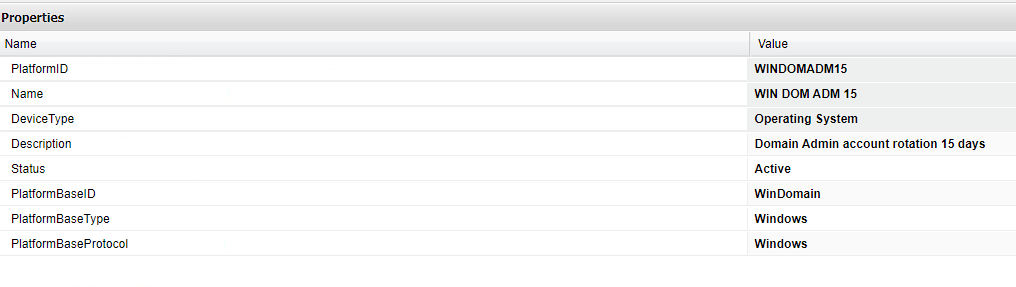 Properties
Name Value
PlatformID WINDOMADM15
Name WIN DOM ADM 15
DeviceType Operating System
Description Domain Admin account rotation 15 days
Status Active
PlatformBaseID WinDomain
PlatformBaseType Windows
PlatformBaseProtocol Windows